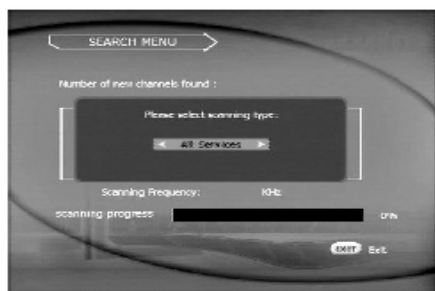 SEARCH MENU
Number of new channels found :
Please select scanning type:
All Services
Scanning Frequency: KHz
scanning progress 0%
EXIT Exit